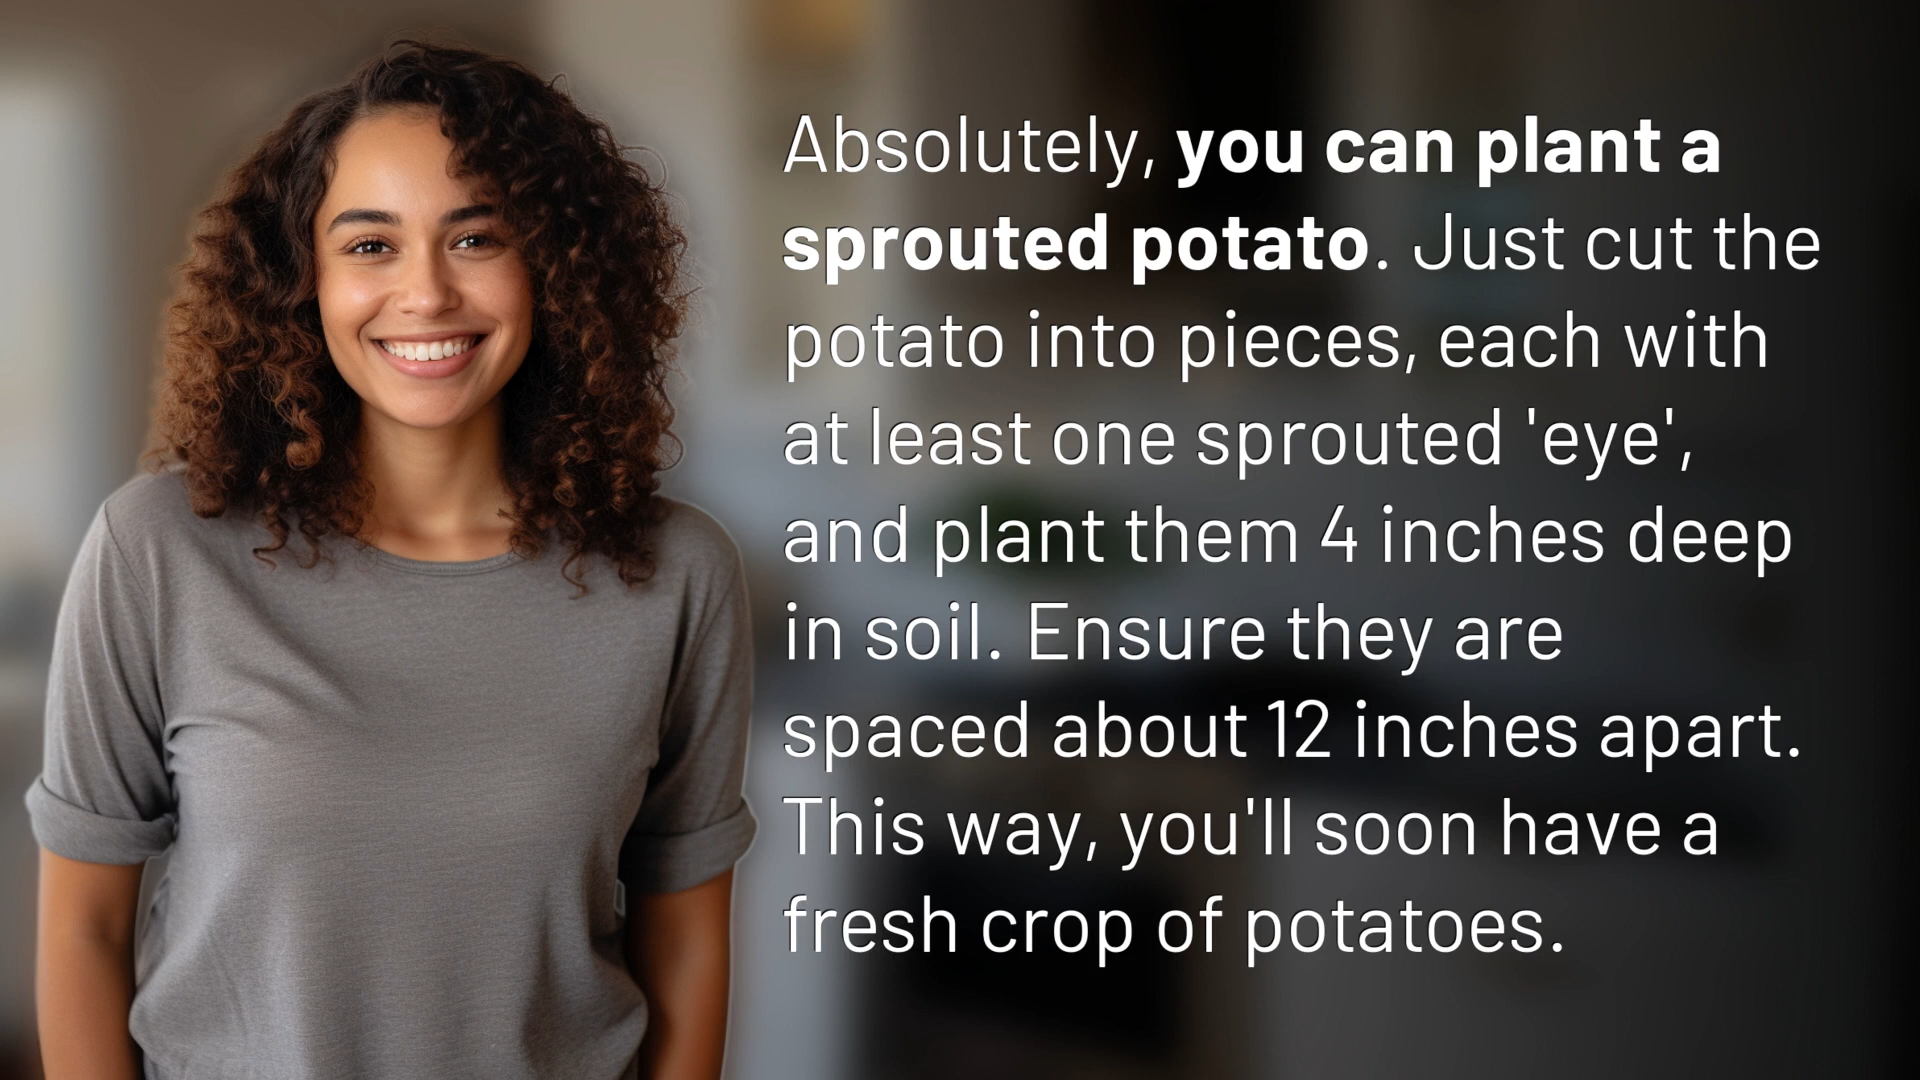 Absolutely, you can plant a
sprouted potato. Just cut the
potato into pieces, each with
at least one sprouted 'eye',
and plant them 4 inches deep
in soil. Ensure they are
spaced about 12 inches apart.
This way, you'll soon have a
fresh crop of potatoes.